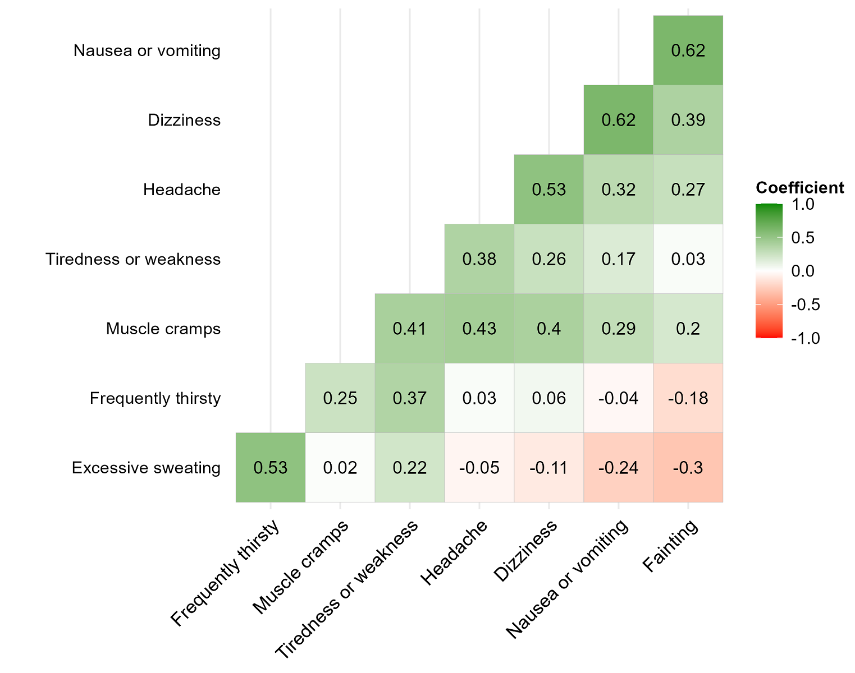 Nausea or vomiting 0.62
Dizziness 0.62 0.39
Headache 0.53 0.32 0.27
Tiredness or weakness 0.38 0.26 0.17 0.03
Muscle cramps 0.41 0.43 0.4 0.29 0.2
Frequently thirsty 0.25 0.37 0.03 0.06 -0.04 -0.18
Excessive sweating 0.53 0.02 0.22 -0.05 -0.11 -0.24 -0.3
Frequently thirsty
Muscle cramps
Tiredness or weakness
Headache
Dizziness
Nausea or vomiting
Fainting
Coefficient
1.0
0.5
0.0
-0.5
-1.0